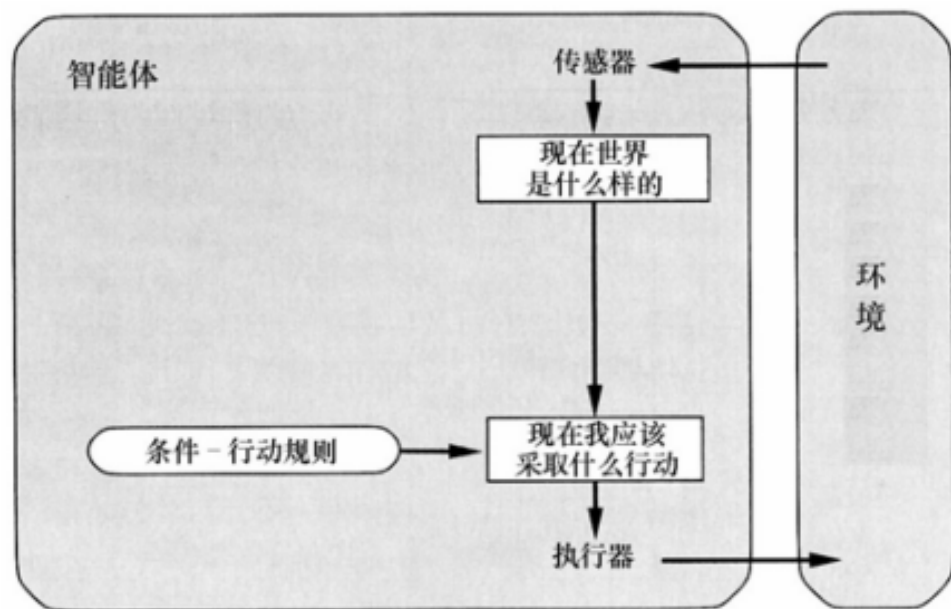 智能体
传感器
现在世界
是什么样的
环
境
条件－行动规则
现在我应该
采取什么行动
执行器